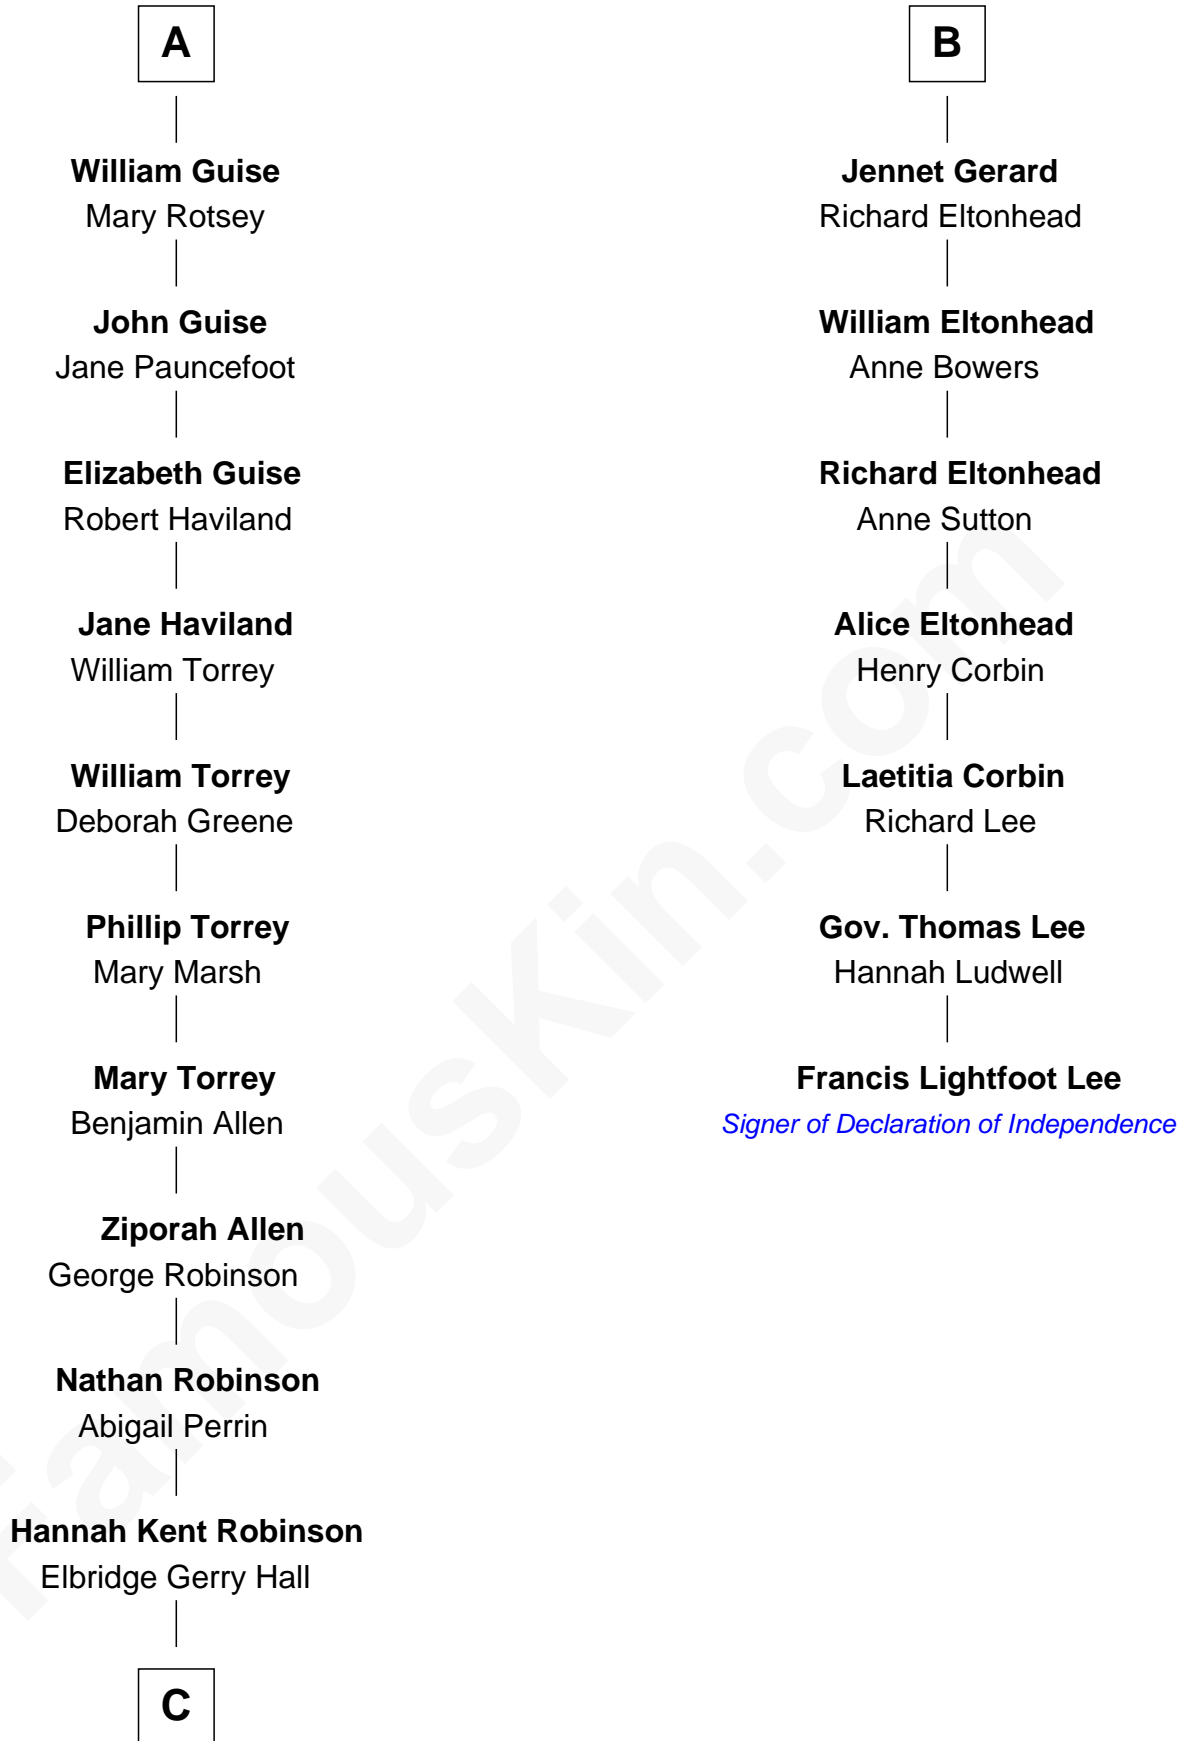 A
William Guise
Mary Rotsey
John Guise
Jane Pauncefoot
Elizabeth Guise
Robert Haviland
Jane Haviland
William Torrey
William Torrey
Deborah Greene
Phillip Torrey
Mary Marsh
Mary Torrey
Benjamin Allen
Ziporah Allen
George Robinson
Nathan Robinson
Abigail Perrin
Hannah Kent Robinson
Elbridge Gerry Hall
C
B
Jennet Gerard
Richard Eltonhead
William Eltonhead
Anne Bowers
Richard Eltonhead
Anne Sutton
Alice Eltonhead
Henry Corbin
Laetitia Corbin
Richard Lee
Gov. Thomas Lee
Hannah Ludwell
Francis Lightfoot Lee
Signer of Declaration of Independence
FamousKin.com